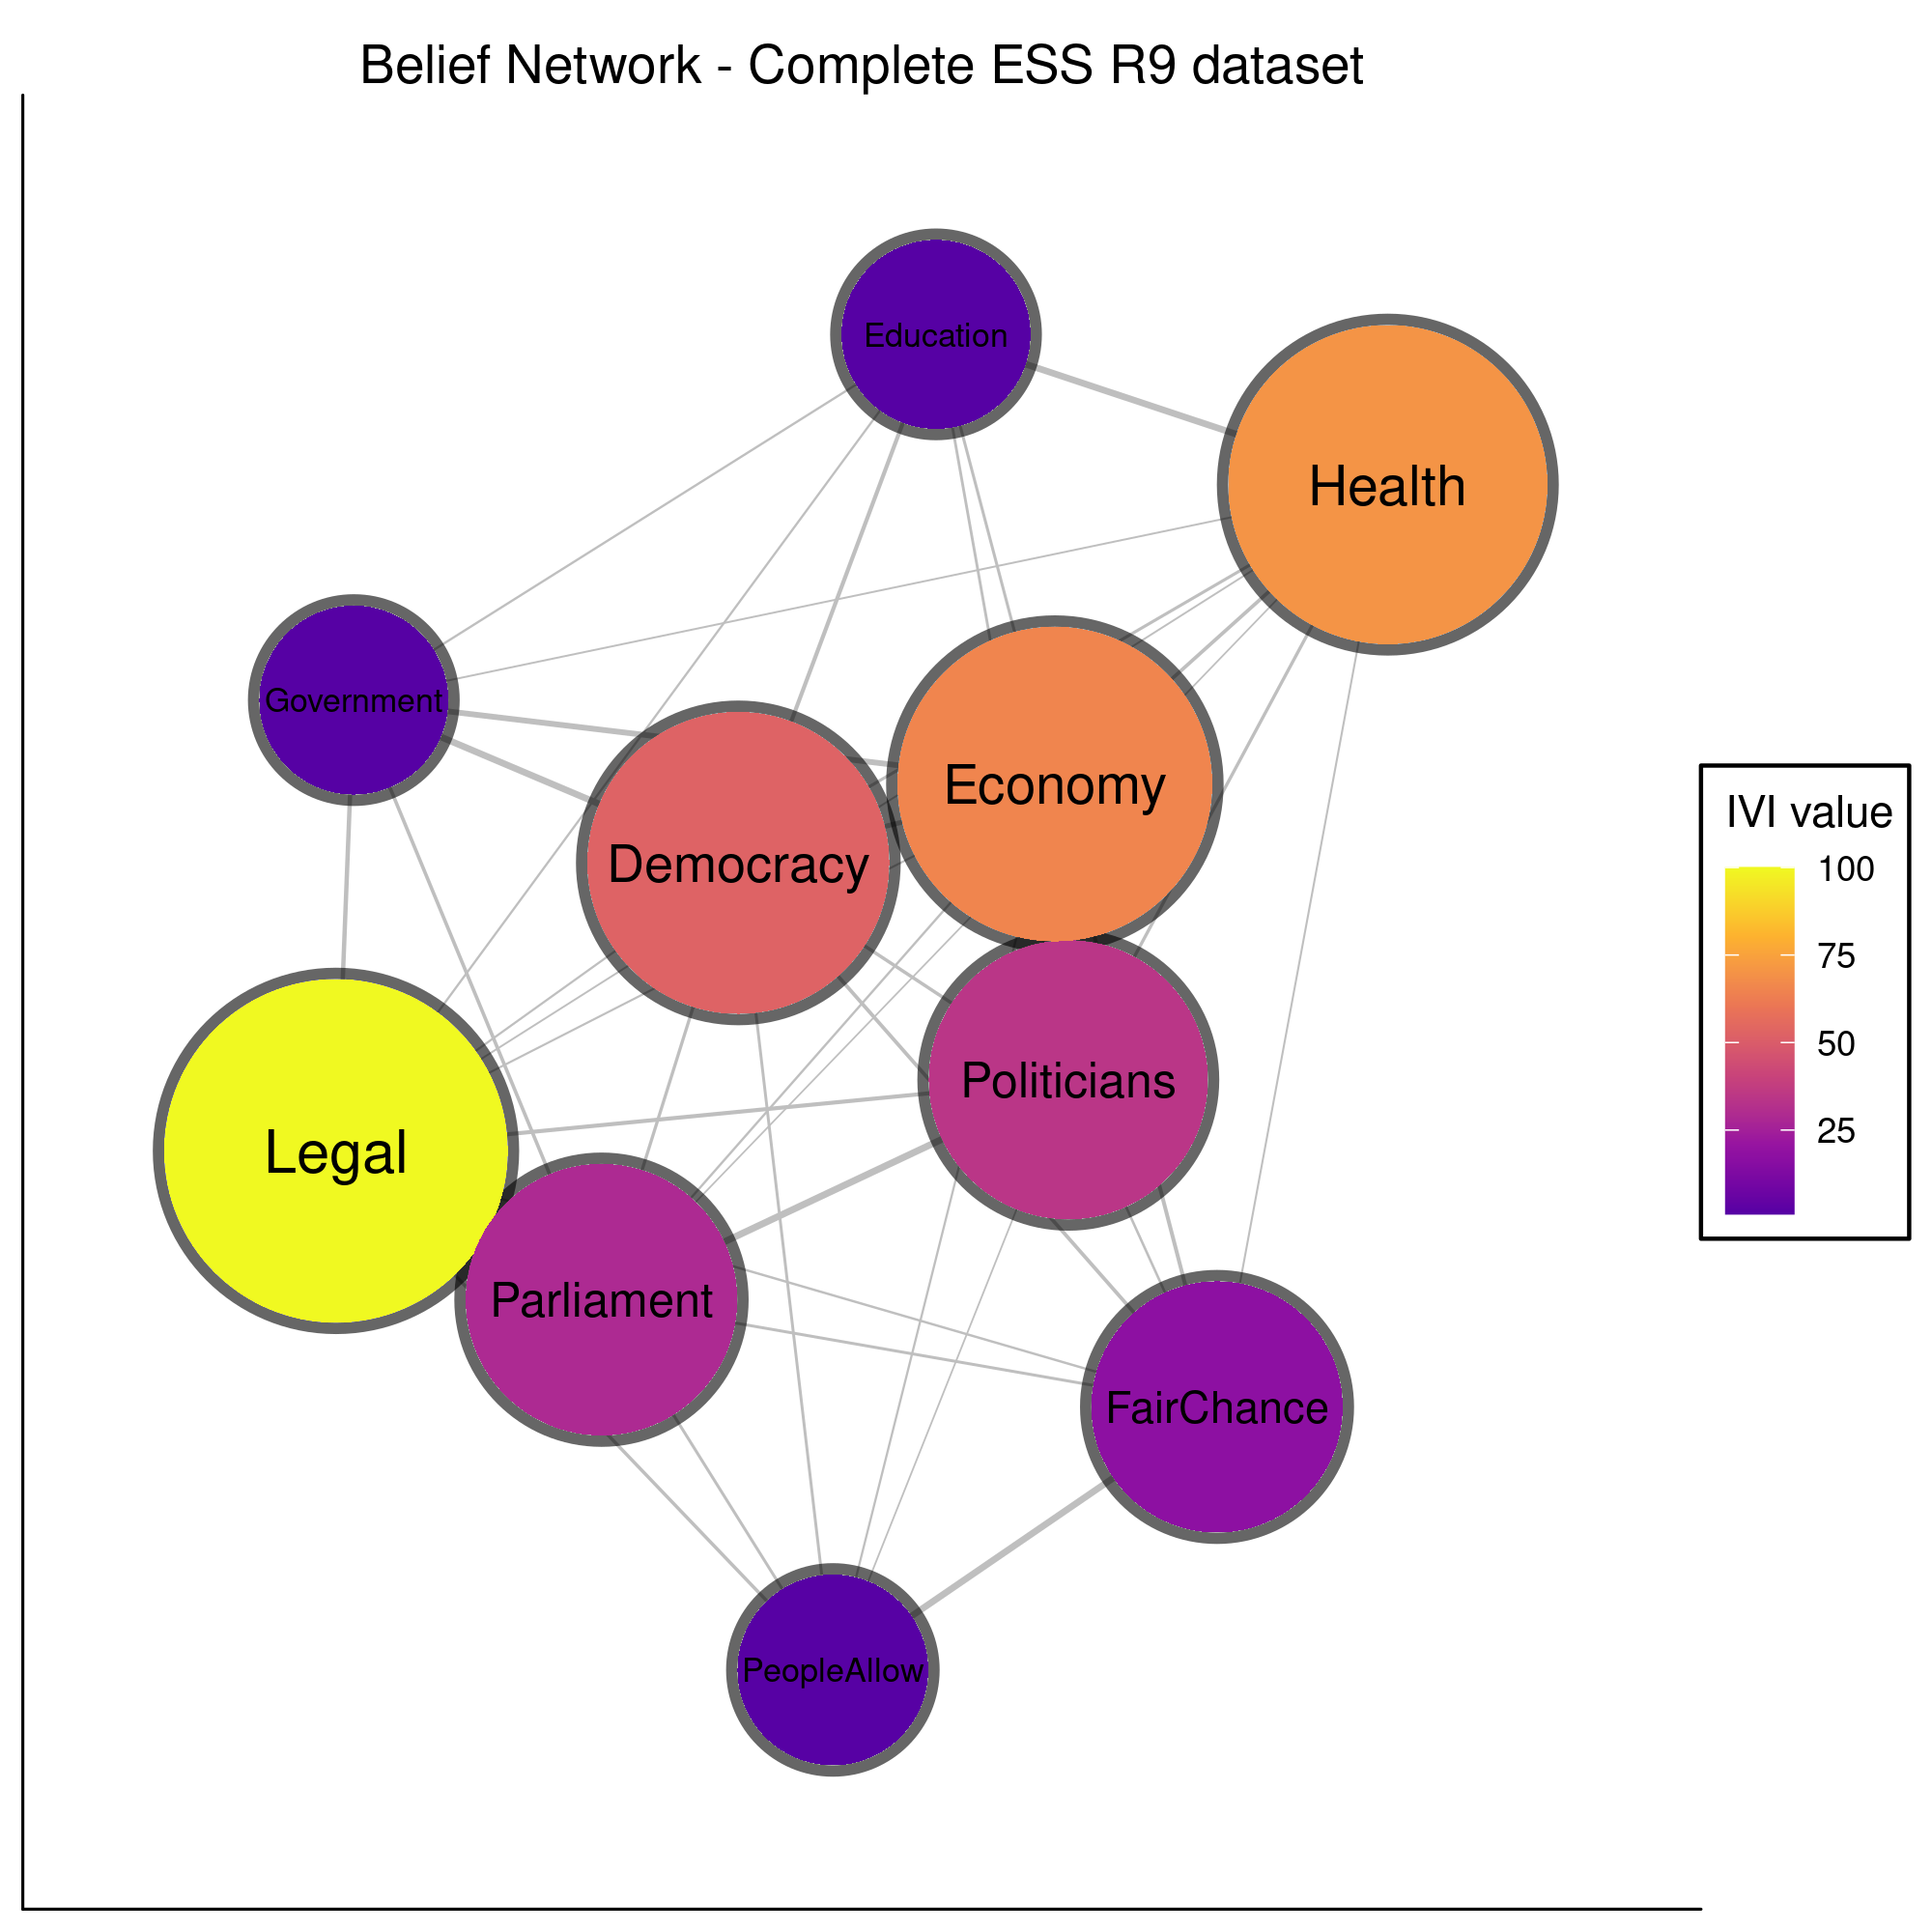 Belief Network - Complete ESS R9 dataset
Education
Health
Government
Economy
Democracy
Politicians
Legal
Parliament
FairChance
PeopleAllow
IVI value
100
75
50
25